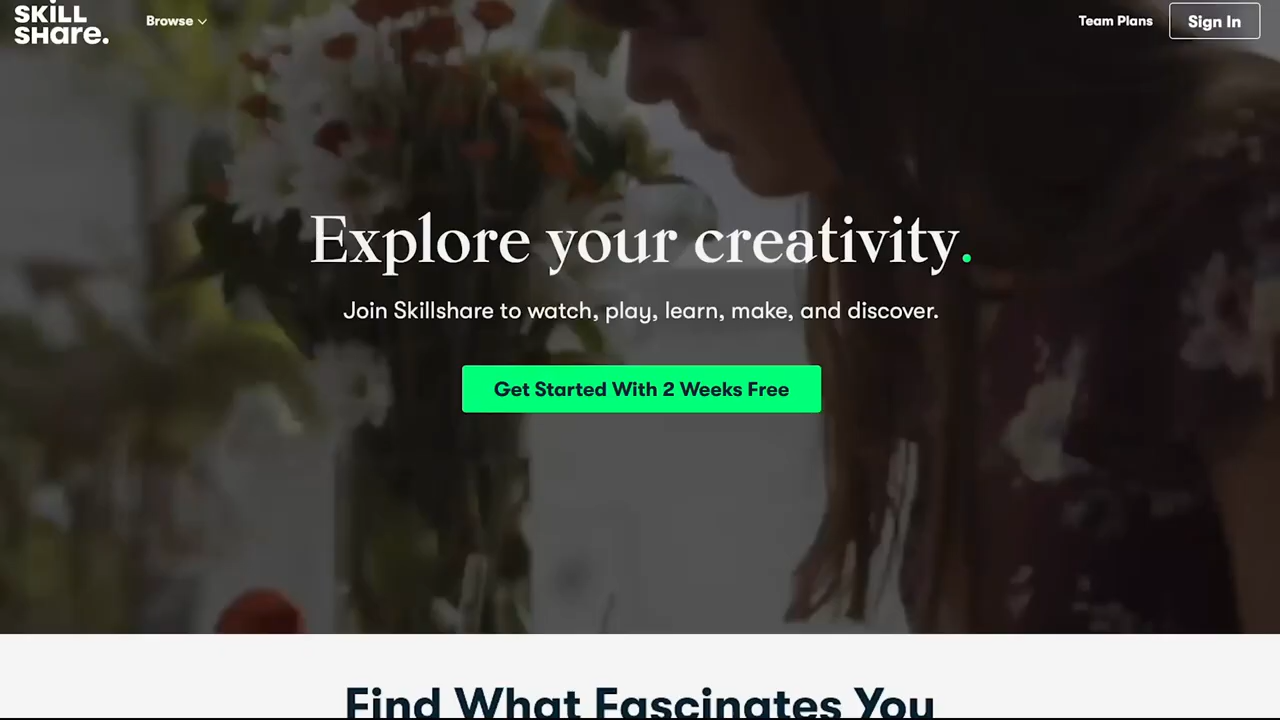 SKiLL
SHare.
Browse
Team Plans
Sign In
Explore your creativity.
Join Skillshare to watch, play, learn, make, and discover.
Get Started With 2 Weeks Free
Find What Fascinates You